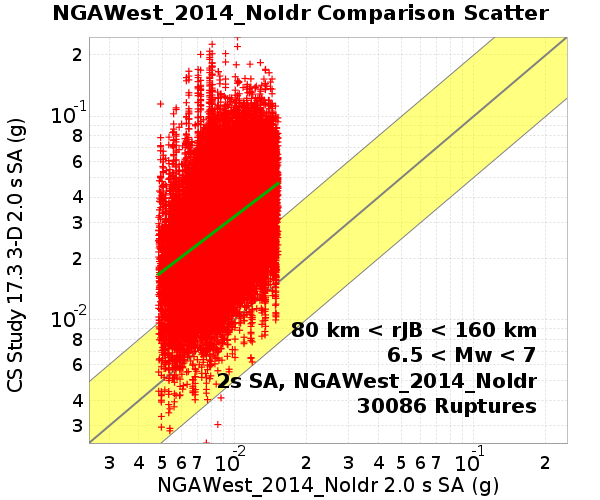 NGAWest_2014_NoIdr Comparison Scatter
CS Study 17.3 3-D 2.0 s SA (g)
2
10-1
8
6
4
3
2
10-2
8
6
4
3
80 km < rJB < 160 km
6.5 < Mw < 7
2s SA, NGAWest_2014_NoIdr
30086 Ruptures
3 4 5 6 7 10-2 2 3 4 5 6 7 10-1 2
NGAWest_2014_NoIdr 2.0 s SA (g)